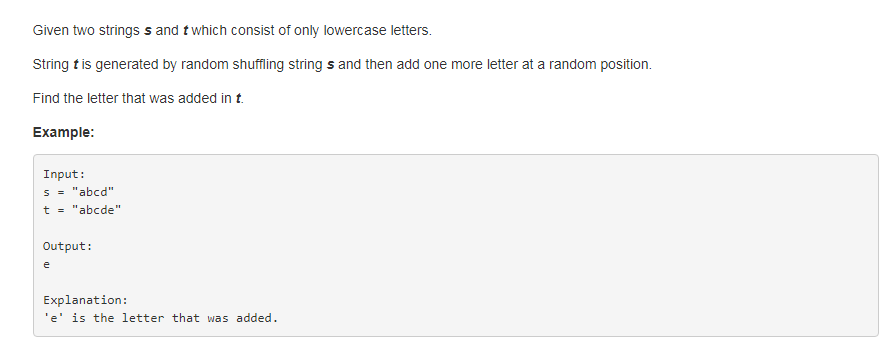 Given two strings s and t which consist of only lowercase letters.
String t is generated by random shuffling string s and then add one more letter at a random position.
Find the letter that was added in t.
Example:
Input:
s = "abcd"
t = "abcde"
Output:
e
Explanation:
'e' is the letter that was added.